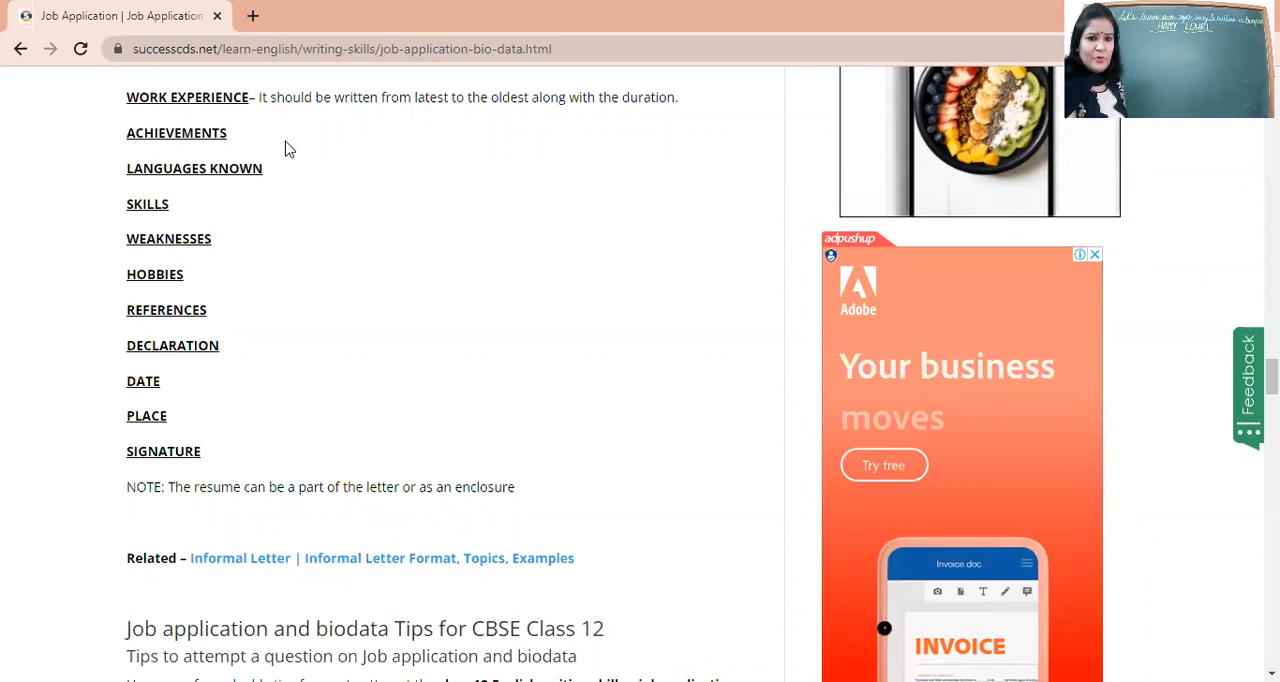 Job Application | Job Application
successcds.net/learn-english/writing-skills/job-application-bio-data.html
HAPPY LOHRI
WORK EXPERIENCE– It should be written from latest to the oldest along with the duration.
ACHIEVEMENTS
LANGUAGES KNOWN
SKILLS
WEAKNESSES
HOBBIES
REFERENCES
DECLARATION
DATE
PLACE
SIGNATURE
NOTE: The resume can be a part of the letter or as an enclosure
Related – Informal Letter | Informal Letter Format, Topics, Examples
Job application and biodata Tips for CBSE Class 12
Tips to attempt a question on Job application and biodata
adpushup
Adobe
Your business
moves
Try free
Invoice.doc
T
INVOICE
Feedback